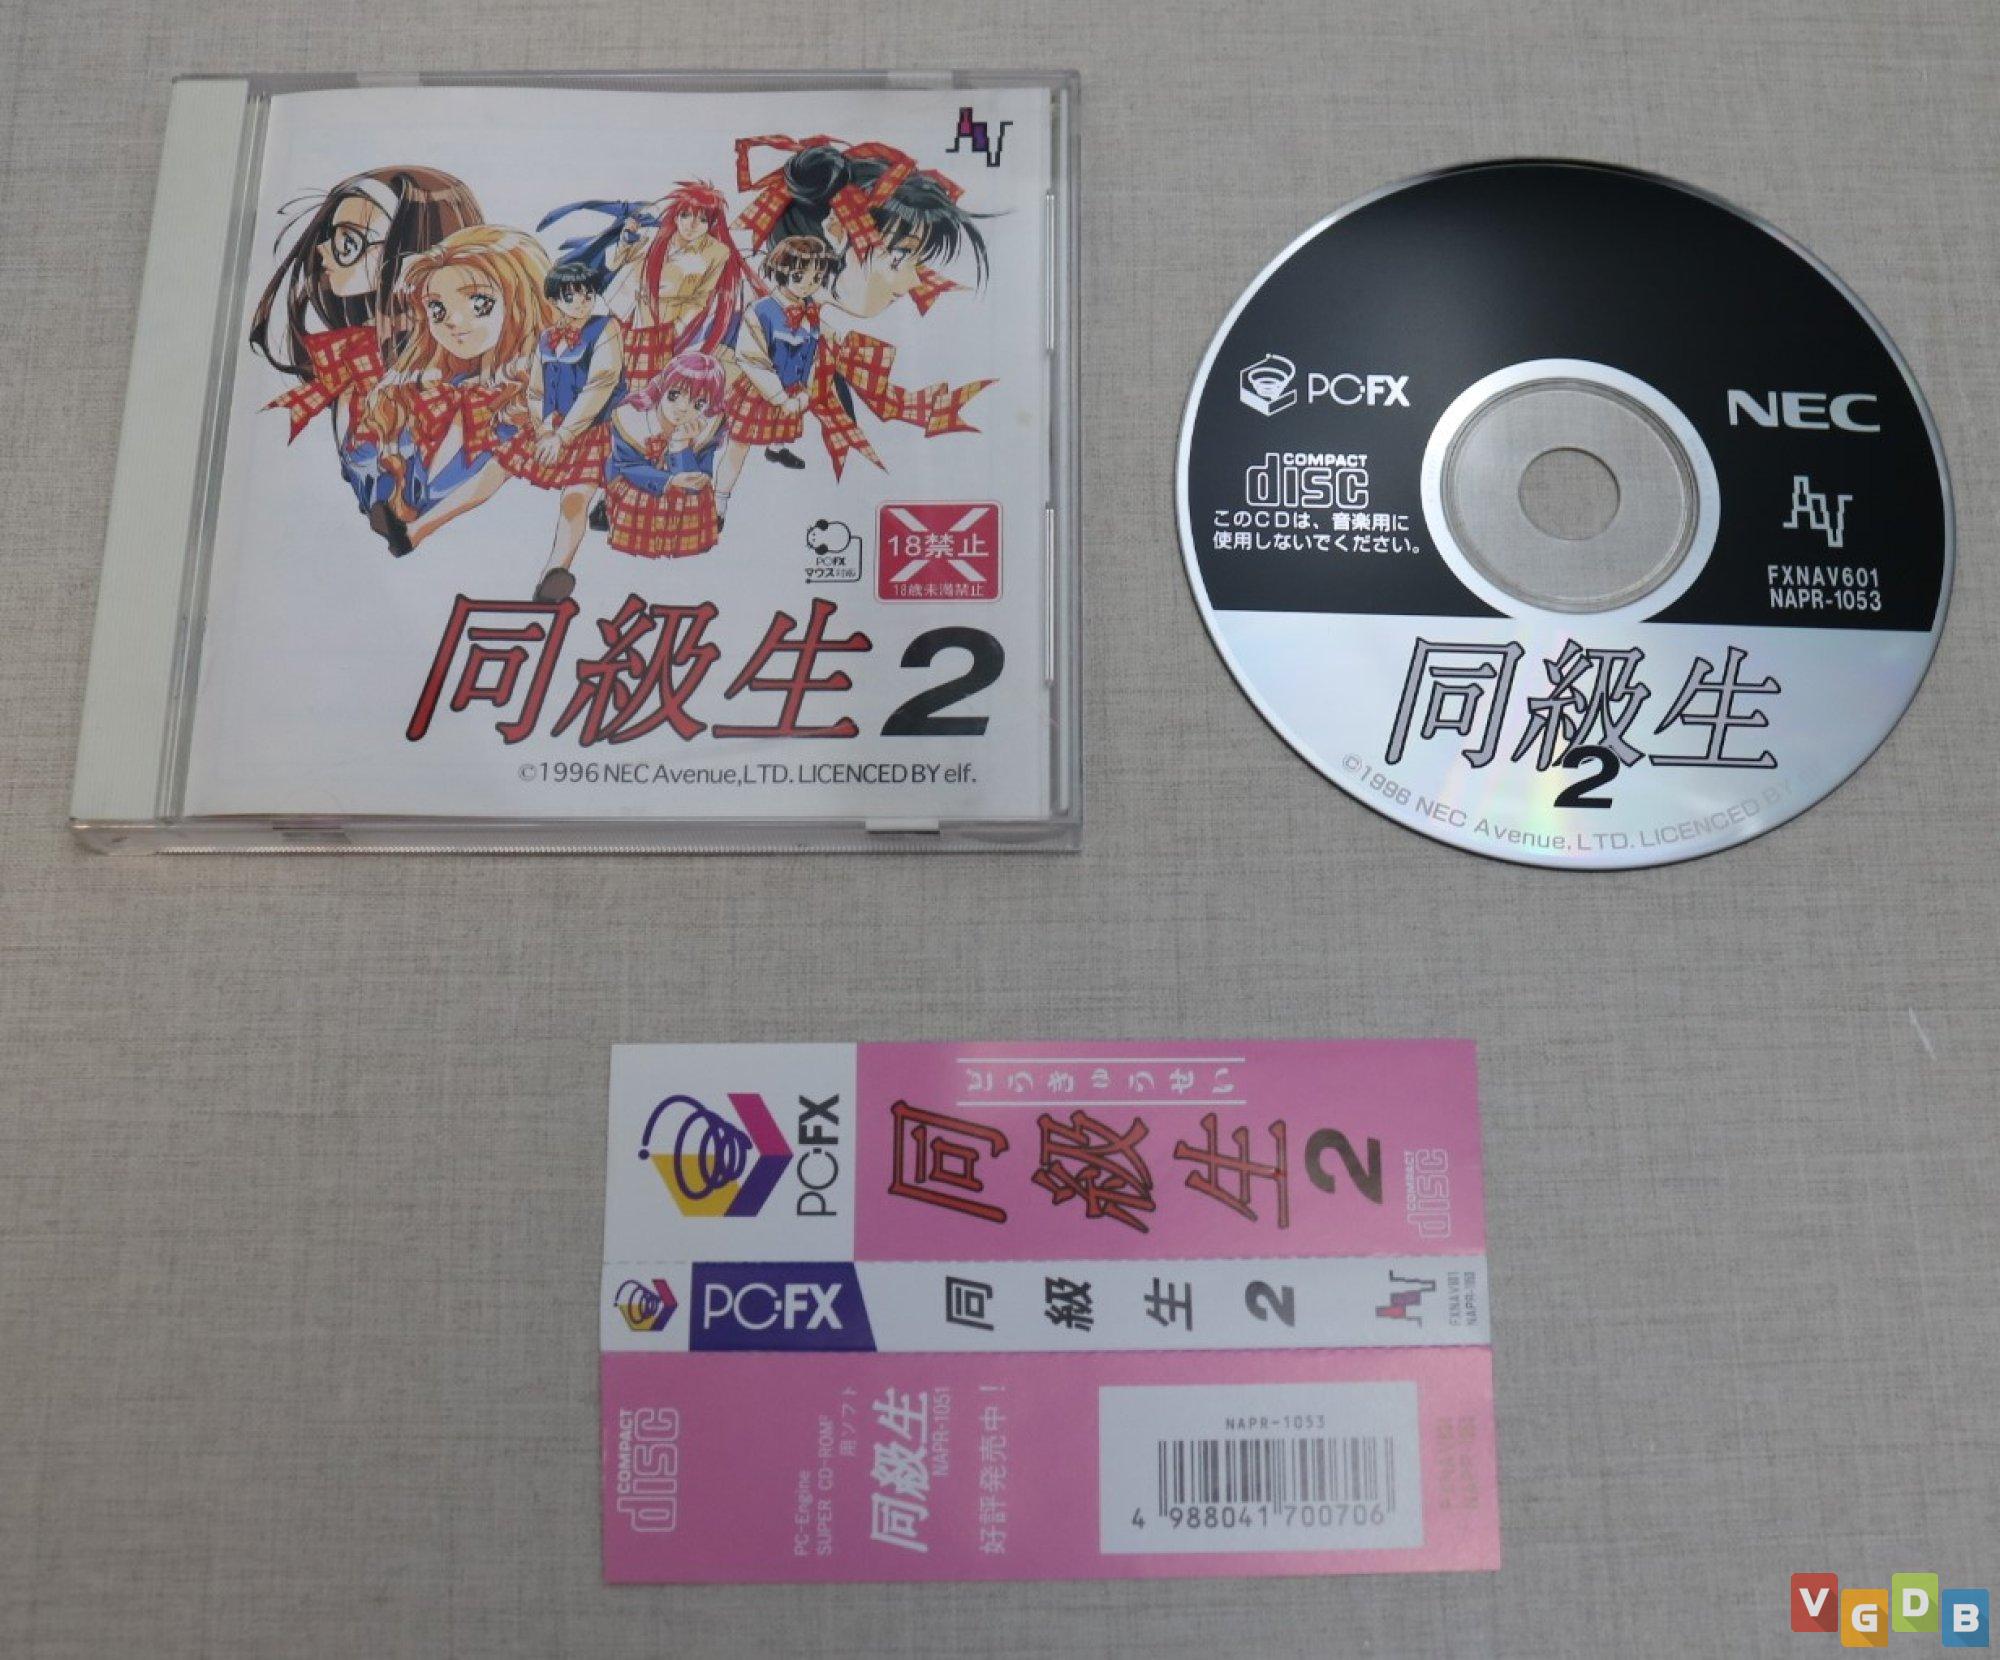 AV
PC-FX
マウス対応
18禁止
18歳未満禁止
同級生2
©1996 NEC Avenue,LTD. LICENCED BY elf.
PC-FX
NEC
COMPACT
disc
このCDは、音楽用に
使用しないでください。
AV
FXNAV601
NAPR-1053
同級生
2
©1996 NEC Avenue, LTD. LICENCED BY
PC-FX
どうきゅうせい
同級生2
COMPACT
disc
PC-FX
同級生2
AV
FXNAV601
NAPR-1053
COMPACT
disc
PC-Engine
SUPER CD-ROM²
用ソフト
同級生
NAPR-1051
好評発売中!
NAPR-1053
4 988041 700706
FXNAV601
NAPR-1053
VGDB